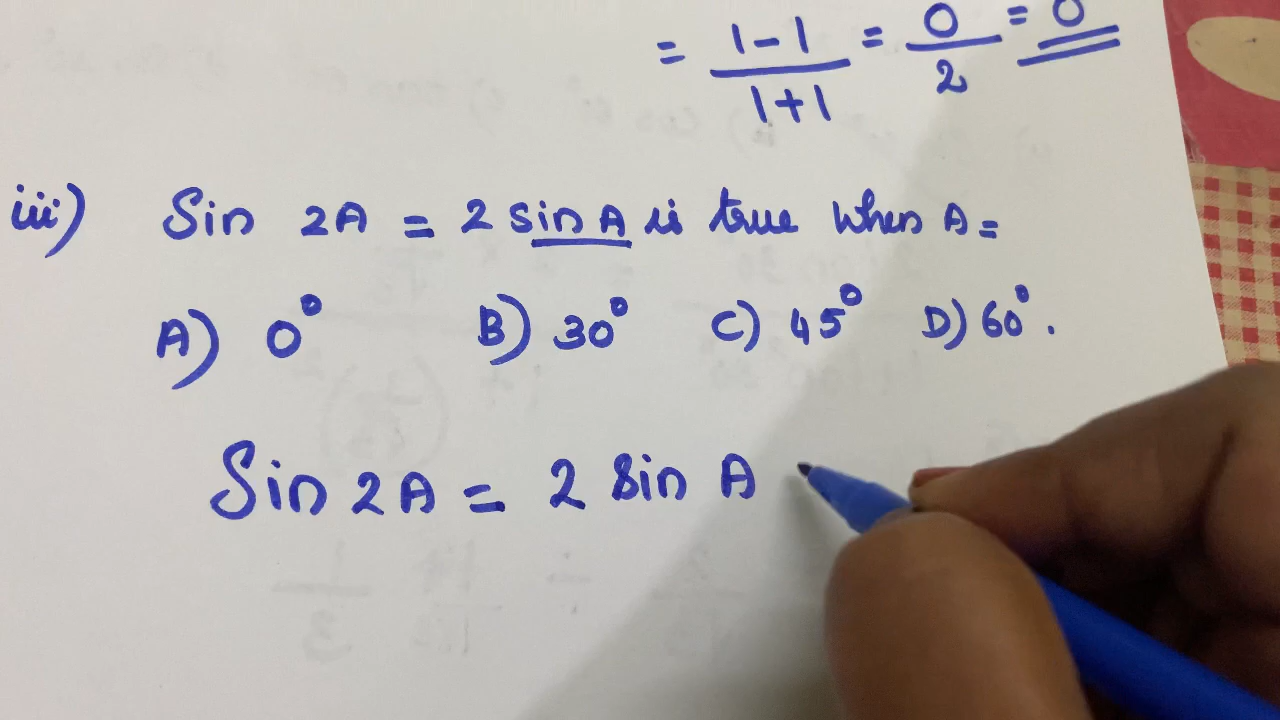 = 1-1/1+1 = 0/2 = 0
iii) Sin 2A = 2 sin A is true when A =
A) 0° B) 30° C) 45° D) 60°.
Sin 2A = 2 Sin A